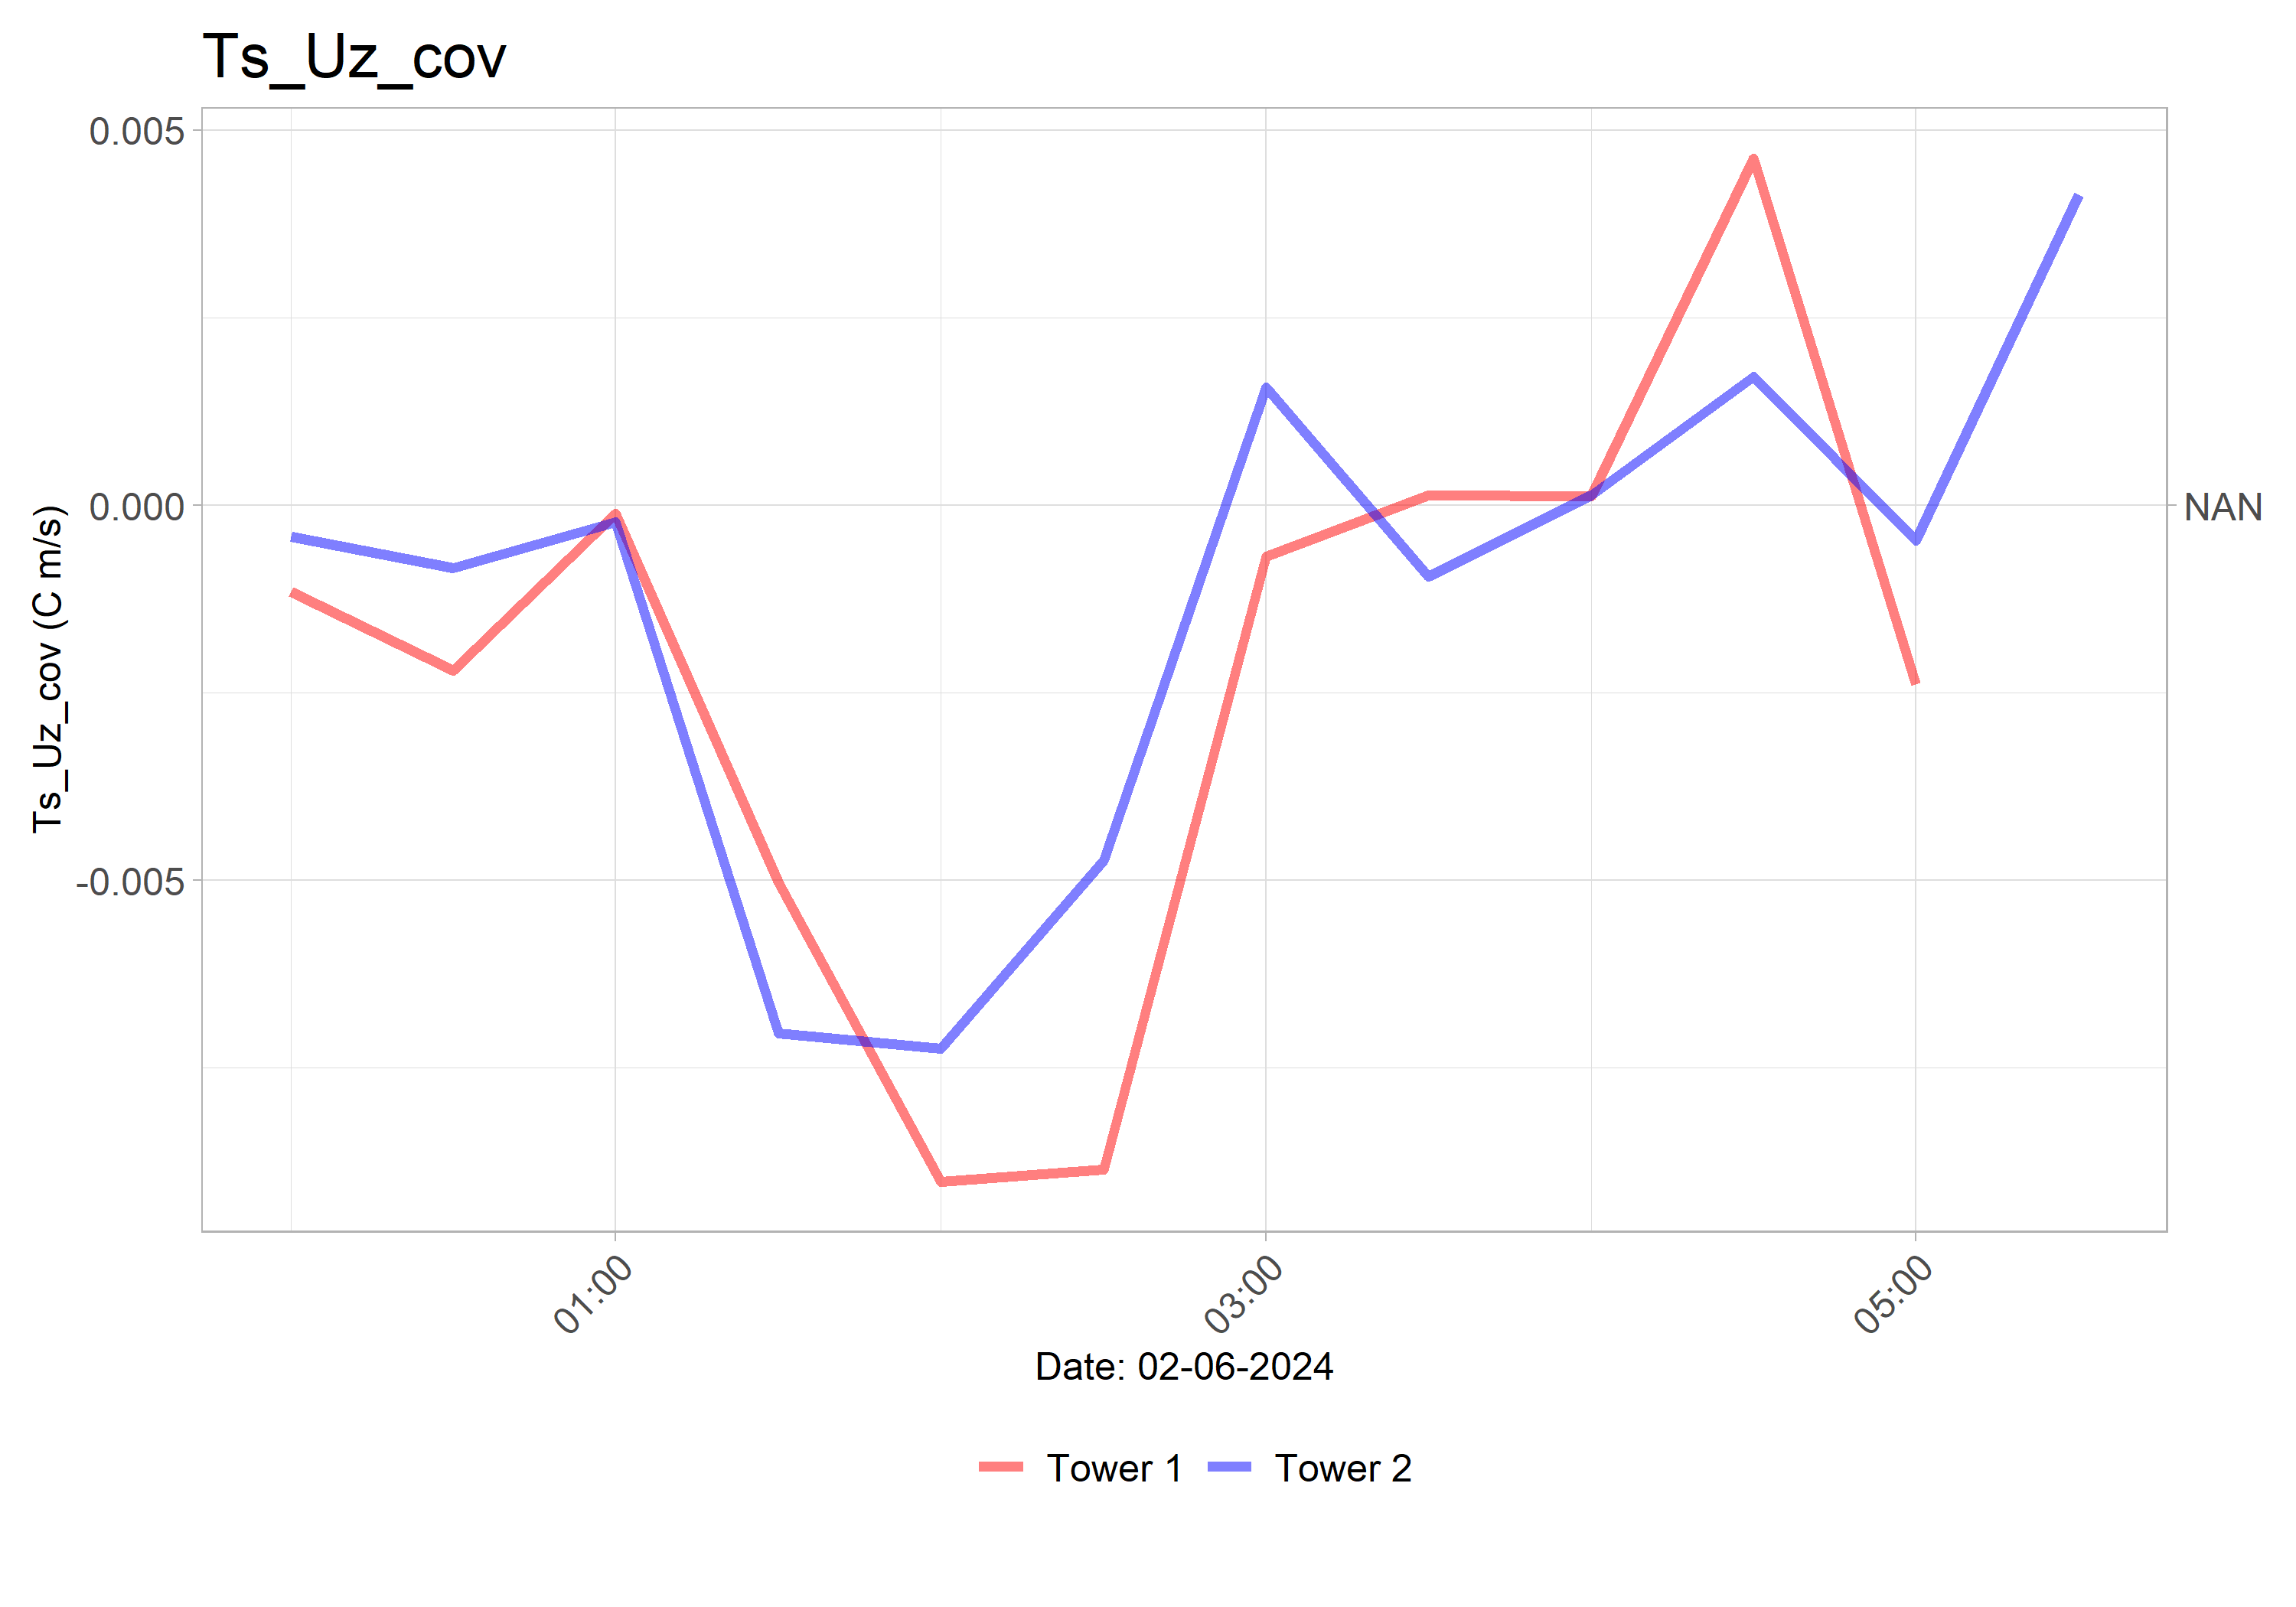 Ts_Uz_cov
0.005
0.000
-0.005
Ts_Uz_cov (C m/s)
NAN
01:00
03:00
05:00
Date: 02-06-2024
Tower 1
Tower 2